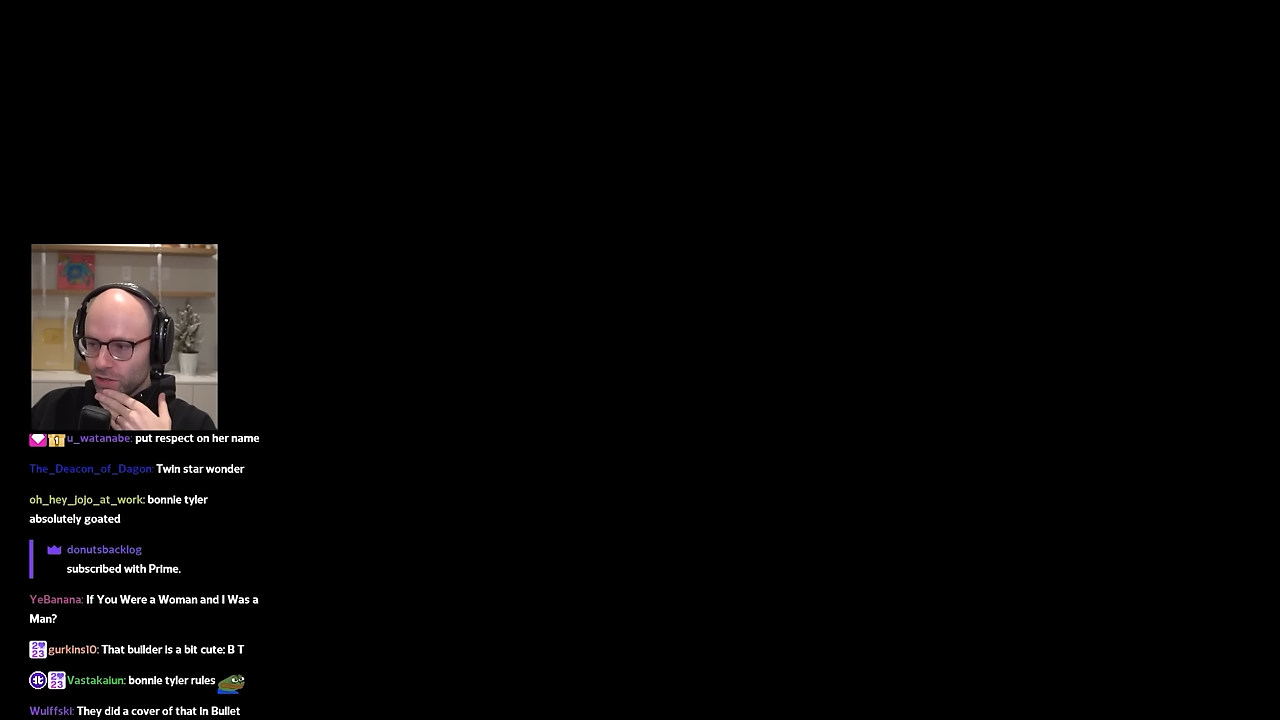 u_watanabe: put respect on her name
The_Deacon_of_Dagon: Twin star wonder
oh_hey_jojo_at_work: bonnie tyler
absolutely goated
donutsbacklog
subscribed with Prime.
YeBanana: If You Were a Woman and I Was a
Man?
gurkins10: That builder is a bit cute: B T
Vastakaiun: bonnie tyler rules
Wulffski: They did a cover of that in Bullet